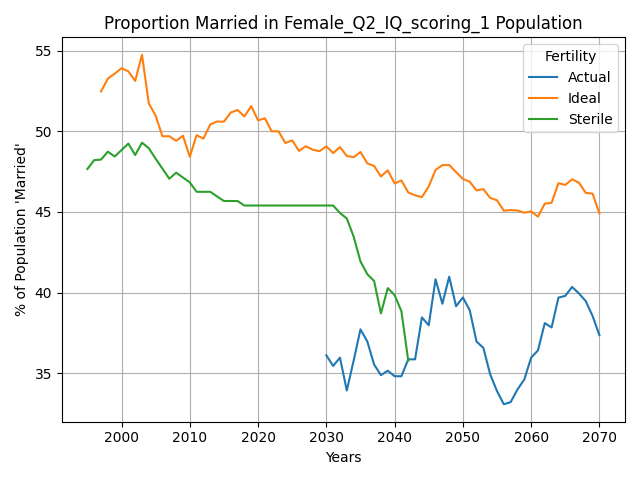 Proportion Married in Female_Q2_IQ_scoring_1 Population
Fertility
Actual
Ideal
Sterile
% of Population 'Married'
55
50
45
40
35
2000 2010 2020 2030 2040 2050 2060 2070
Years